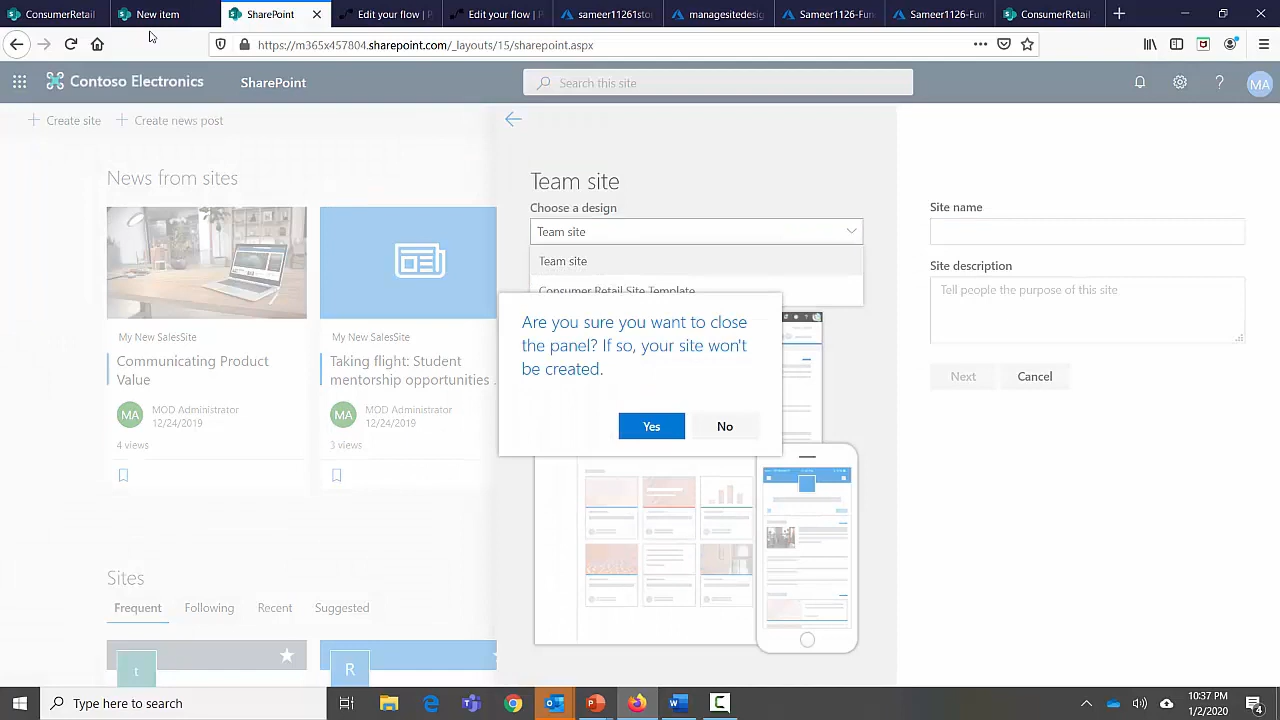 ConsumerRetail
New item
SharePoint
Edit your flow | P
Edit your flow | P
sameer11261sto
managesitedesig
Sameer1126-Fun
Sameer1126-Fun
ConsumerRetail
https://m365x457804.sharepoint.com/_layouts/15/sharepoint.aspx
Contoso Electronics
SharePoint
Search this site
MA
Create site
Create news post
News from sites
My New SalesSite
Communicating Product
Value
MA
MOD Administrator
12/24/2019
4 views
My New SalesSite
Taking flight: Student
mentorship opportunities ...
MA
MOD Administrator
12/24/2019
3 views
Sites
Frequent
Following
Recent
Suggested
t
R
Team site
Choose a design
Team site
Team site
Consumer Retail Site Template
Are you sure you want to close
the panel? If so, your site won't
be created.
Yes
No
Site name
Site description
Tell people the purpose of this site
Next
Cancel
Type here to search
10:37 PM
1/2/2020
4